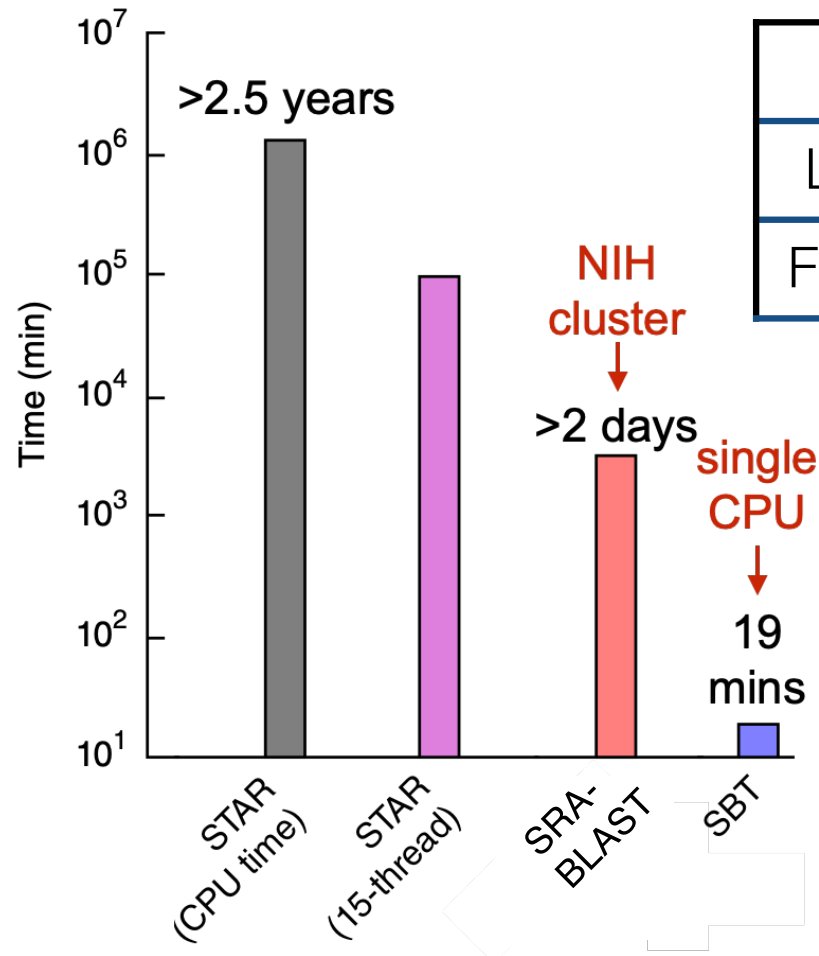 10^7
>2.5 years
10^6
10^5
10^4
10^3
10^2
10^1
Time (min)
NIH
cluster
>2 days
single
CPU
19
mins
STAR
(CPU time)
STAR
(15-thread)
SRA-
BLAST
SBT
L
F